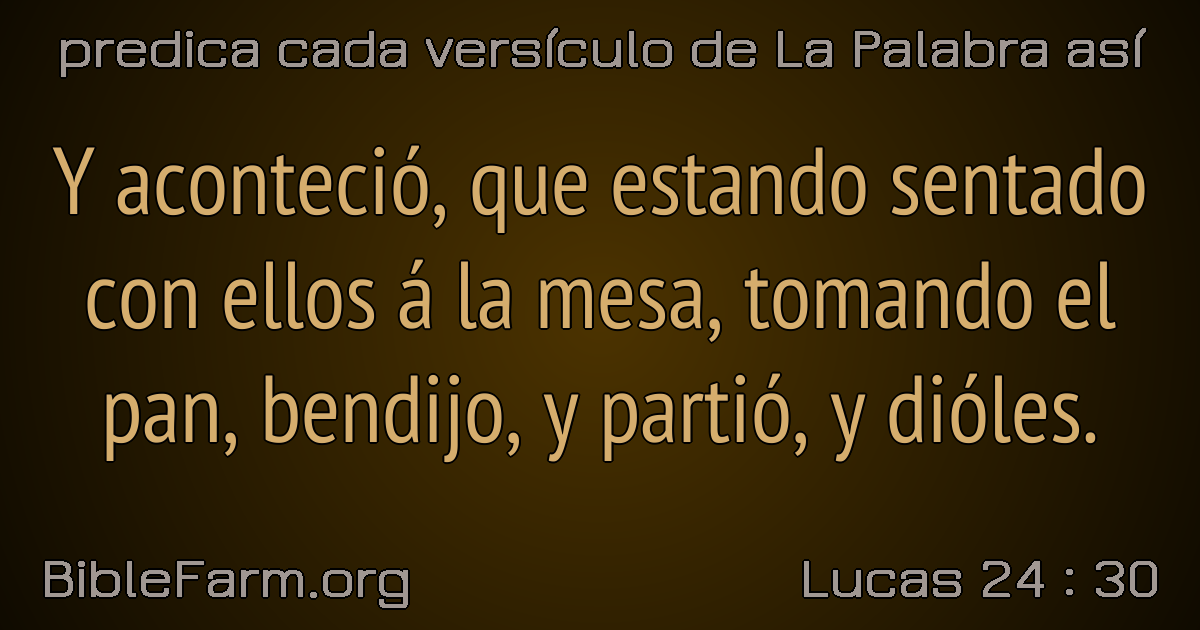 predica cada versículo de La Palabra así
Y aconteció, que estando sentado
con ellos á la mesa, tomando el
pan, bendijo, y partió, y dióles.
BibleFarm.org
Lucas 24 : 30